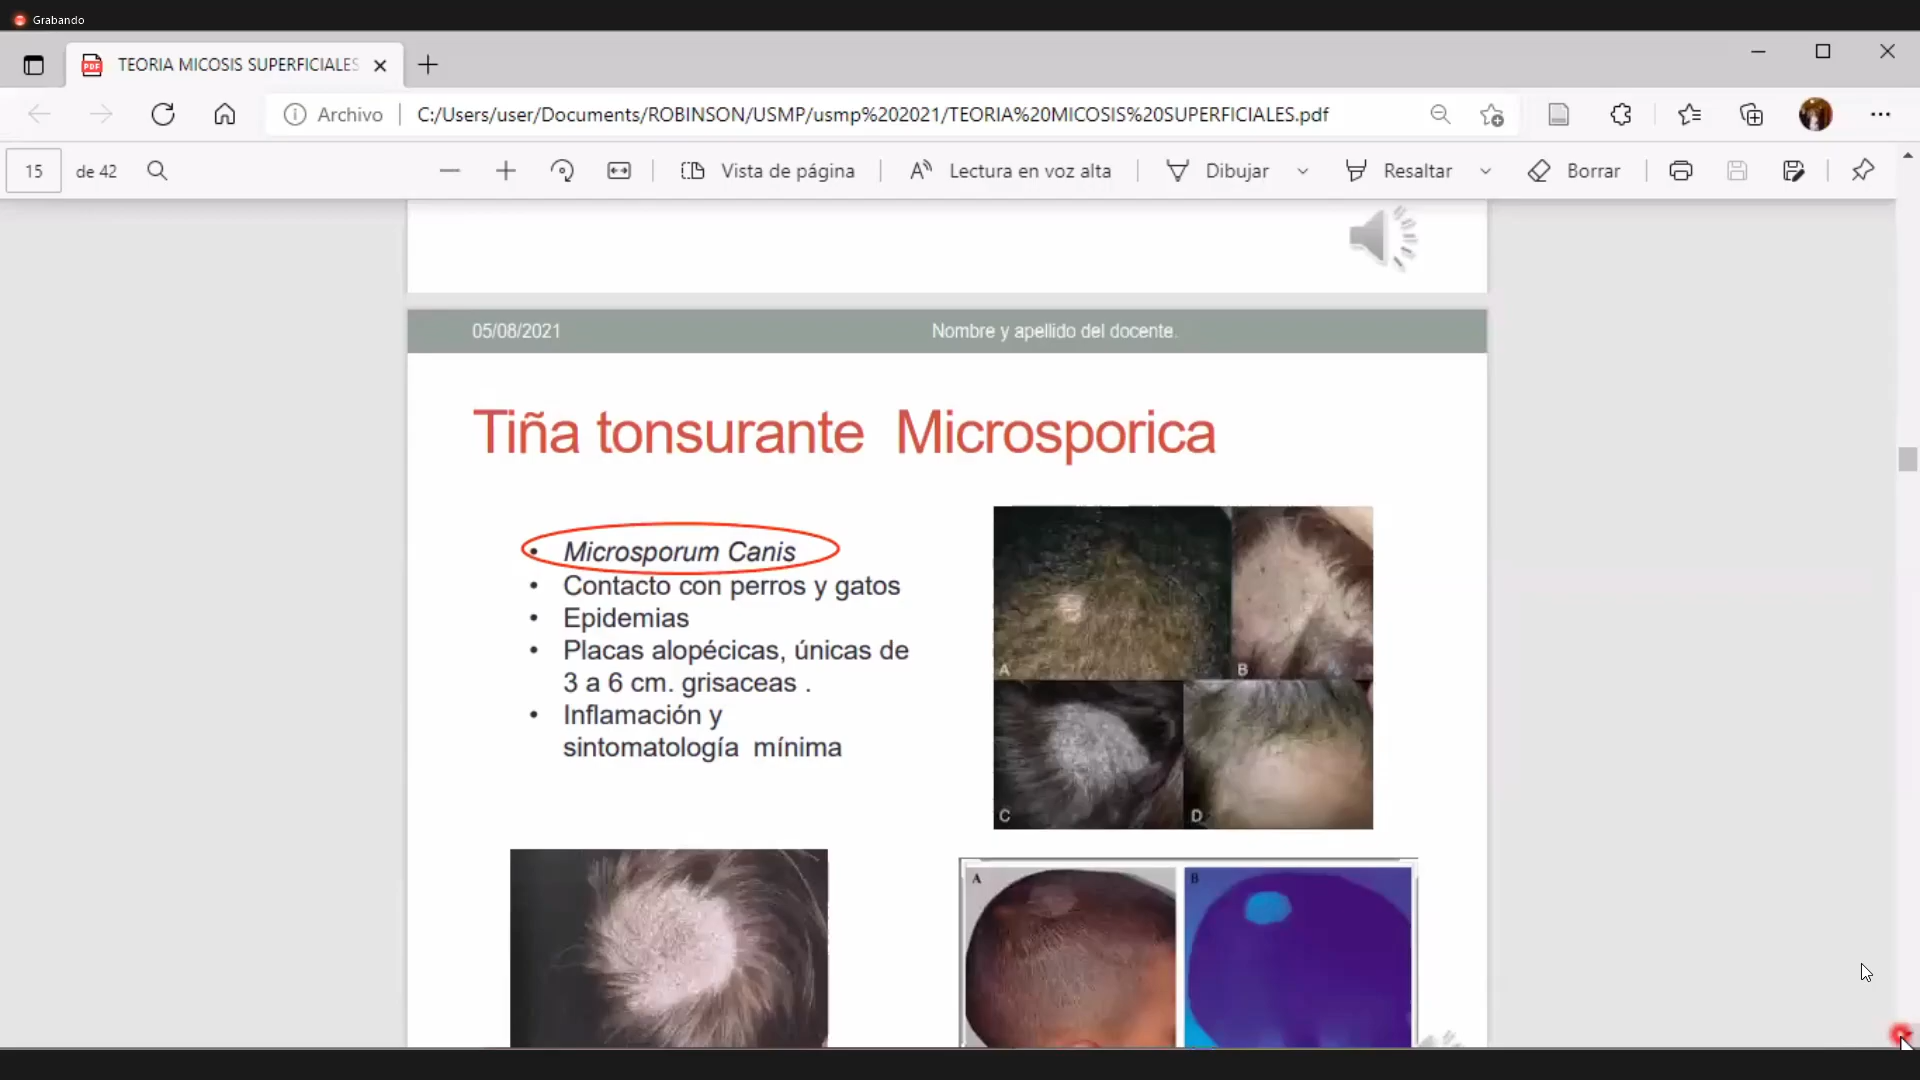 Grabando
TEORIA MICOSIS SUPERFICIALES
Archivo
C:/Users/user/Documents/ROBINSON/USMP/usmp%202021/TEORIA%20MICOSIS%20SUPERFICIALES.pdf
15 de 42
Vista de página
Lectura en voz alta
Dibujar
Resaltar
Borrar
05/08/2021
Nombre y apellido del docente.
Tiña tonsurante Microsporica
• Microsporum Canis
• Contacto con perros y gatos
• Epidemias
• Placas alopécicas, únicas de
3 a 6 cm. grisaceas .
• Inflamación y
sintomatología mínima
A
B
C
D
A
B